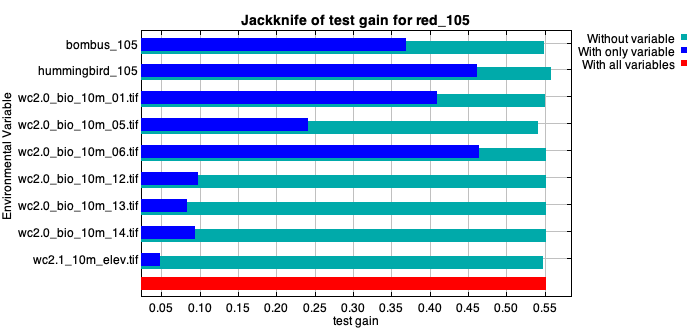 Jackknife of test gain for red_105
Without variable
With only variable
With all variables
Environmental Variable
bombus_105
hummingbird_105
wc2.0_bio_10m_01.tif
wc2.0_bio_10m_05.tif
wc2.0_bio_10m_06.tif
wc2.0_bio_10m_12.tif
wc2.0_bio_10m_13.tif
wc2.0_bio_10m_14.tif
wc2.1_10m_elev.tif
0.05 0.10 0.15 0.20 0.25 0.30 0.35 0.40 0.45 0.50 0.55
test gain